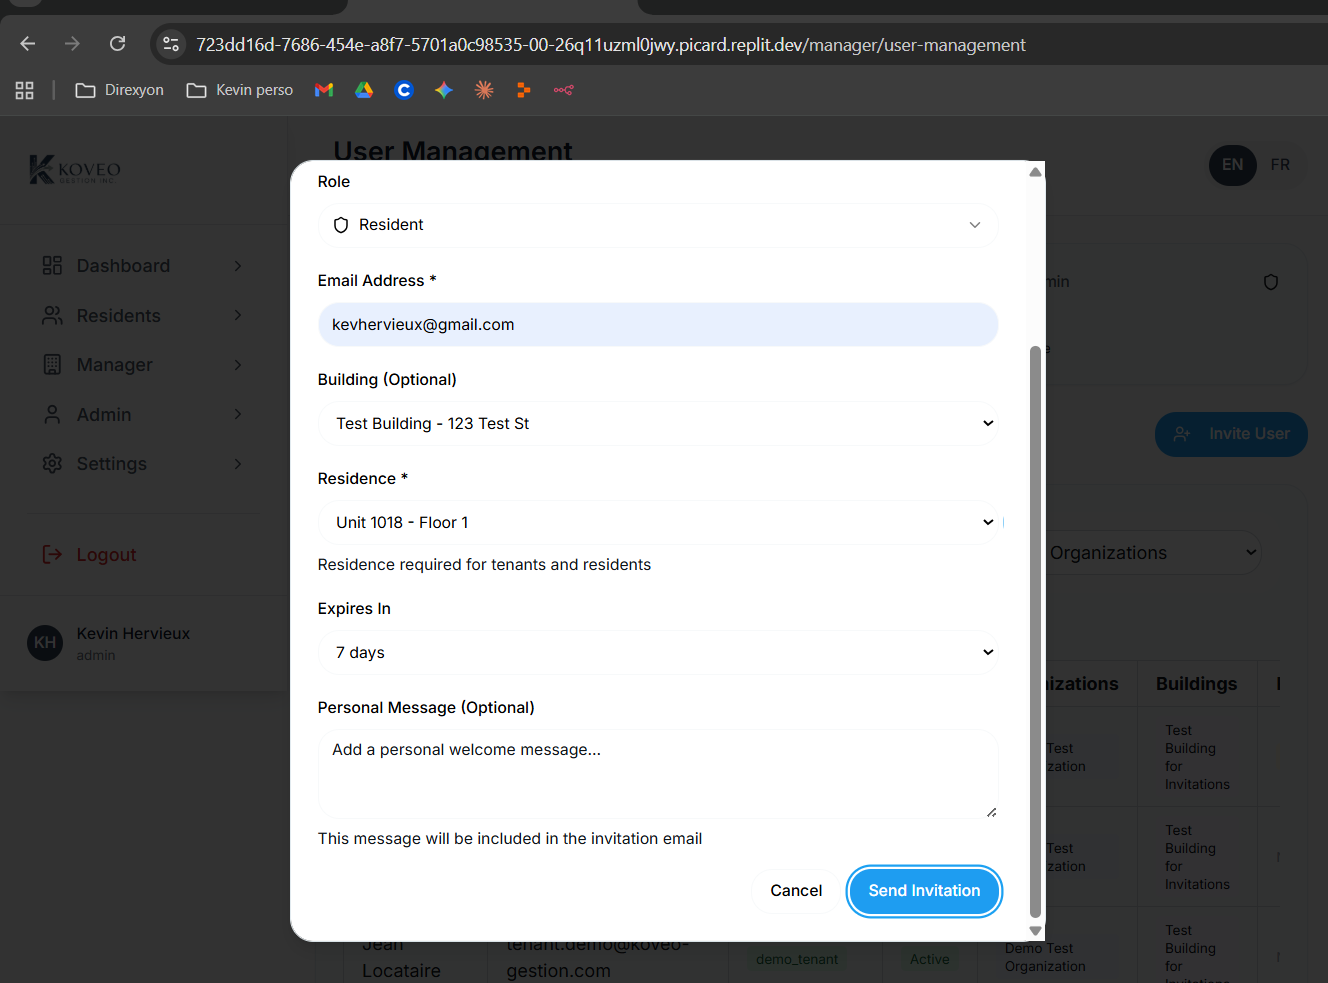 723dd16d-7686-454e-a8f7-5701a0c98535-00-26q11uzml0jwy.picard.replit.dev/manager/user-management
Direxyon
Kevin perso
KOVEO
GESTION INC.
User Management
EN
FR
Dashboard
Residents
Manager
Admin
Settings
Logout
KH
Kevin Hervieux
admin
Role
Resident
Email Address *
kevhervieux@gmail.com
Building (Optional)
Test Building - 123 Test St
Residence *
Unit 1018 - Floor 1
Residence required for tenants and residents
Expires In
7 days
Personal Message (Optional)
Add a personal welcome message...
This message will be included in the invitation email
Cancel
Send Invitation
min
Invite User
Organizations
izations
Buildings
Test
zation
Test
Building
for
Invitations
Test
zation
Test
Building
for
Invitations
Jean
Locataire
tenant.demo@koveo-
gestion.com
demo_tenant
Active
Demo Test
Organization
Test
Building
for
Invitations